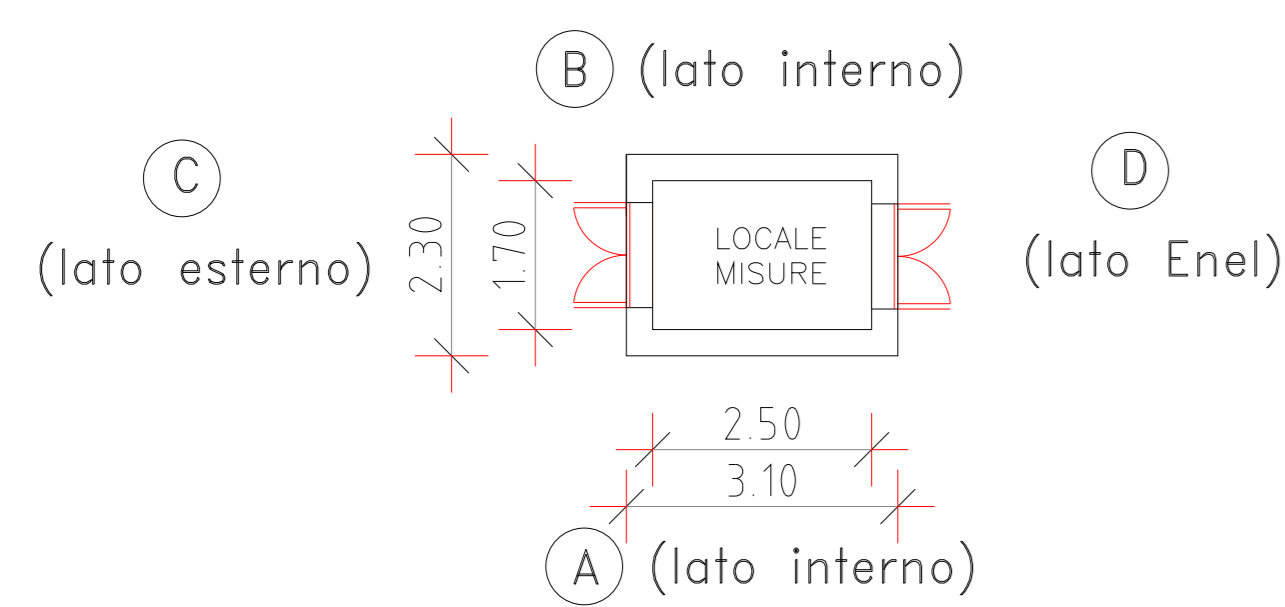 B (lato interno)
C
(lato esterno)
D
(lato Enel)
2.30
1.70
LOCALE
MISURE
2.50
3.10
A (lato interno)